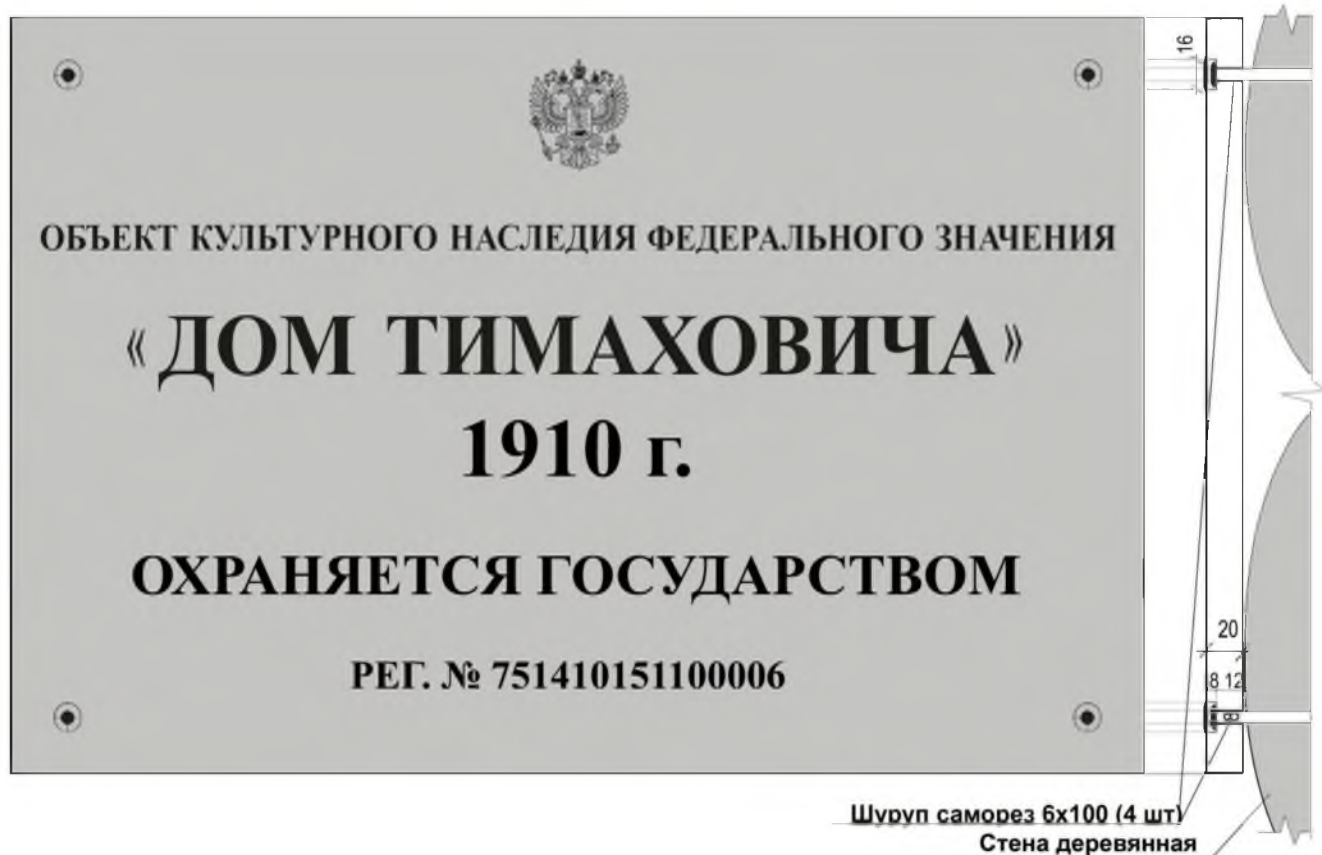 16
ОБЪЕКТ КУЛЬТУРНОГО НАСЛЕДИЯ ФЕДЕРАЛЬНОГО ЗНАЧЕНИЯ
«ДОМ ТИМАХОВИЧА»
1910 г.
ОХРАНЯЕТСЯ ГОСУДАРСТВОМ
20
РЕГ. № 751410151100006
8 12
8
Шуруп саморез 6х100 (4 шт)
Стена деревянная